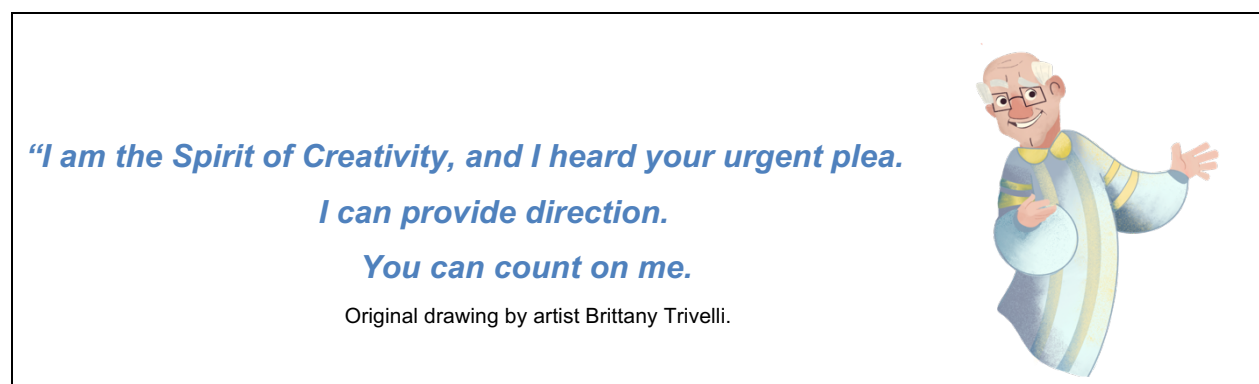 “I am the Spirit of Creativity, and I heard your urgent plea.
I can provide direction.
You can count on me.
Original drawing by artist Brittany Trivelli.